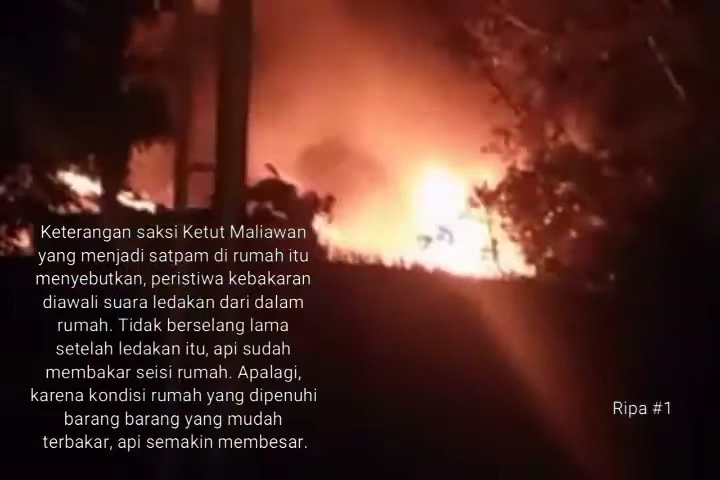 Keterangan saksi Ketut Maliawan
yang menjadi satpam di rumah itu
menyebutkan, peristiwa kebakaran
diawali suara ledakan dari dalam
rumah. Tidak berselang lama
setelah ledakan itu, api sudah
membakar seisi rumah. Apalagi,
karena kondisi rumah yang dipenuhi
barang barang yang mudah
terbakar, api semakin membesar.
Ripa #1